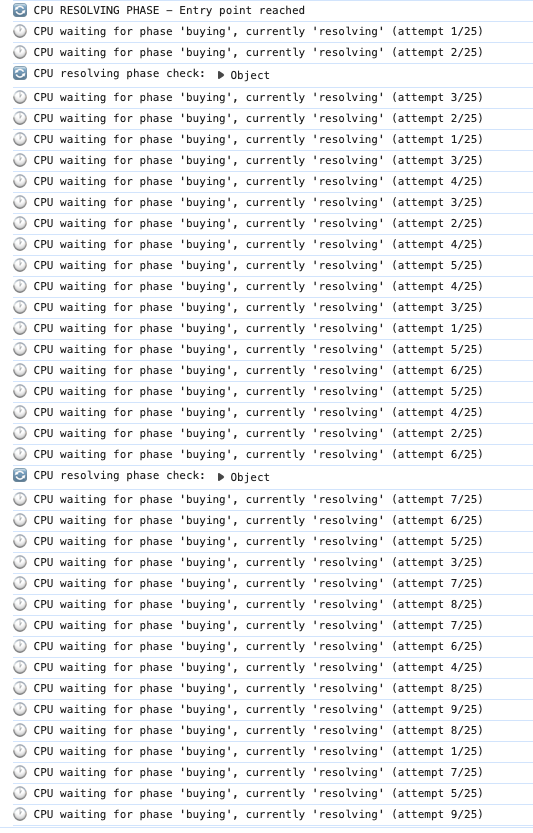 CPU RESOLVING PHASE – Entry point reached
CPU waiting for phase 'buying', currently 'resolving' (attempt 1/25)
CPU waiting for phase 'buying', currently 'resolving' (attempt 2/25)
CPU resolving phase check: ▶ Object
CPU waiting for phase 'buying', currently 'resolving' (attempt 3/25)
CPU waiting for phase 'buying', currently 'resolving' (attempt 2/25)
CPU waiting for phase 'buying', currently 'resolving' (attempt 1/25)
CPU waiting for phase 'buying', currently 'resolving' (attempt 3/25)
CPU waiting for phase 'buying', currently 'resolving' (attempt 4/25)
CPU waiting for phase 'buying', currently 'resolving' (attempt 3/25)
CPU waiting for phase 'buying', currently 'resolving' (attempt 2/25)
CPU waiting for phase 'buying', currently 'resolving' (attempt 4/25)
CPU waiting for phase 'buying', currently 'resolving' (attempt 5/25)
CPU waiting for phase 'buying', currently 'resolving' (attempt 4/25)
CPU waiting for phase 'buying', currently 'resolving' (attempt 3/25)
CPU waiting for phase 'buying', currently 'resolving' (attempt 1/25)
CPU waiting for phase 'buying', currently 'resolving' (attempt 5/25)
CPU waiting for phase 'buying', currently 'resolving' (attempt 6/25)
CPU waiting for phase 'buying', currently 'resolving' (attempt 5/25)
CPU waiting for phase 'buying', currently 'resolving' (attempt 4/25)
CPU waiting for phase 'buying', currently 'resolving' (attempt 2/25)
CPU waiting for phase 'buying', currently 'resolving' (attempt 6/25)
CPU resolving phase check: ▶ Object
CPU waiting for phase 'buying', currently 'resolving' (attempt 7/25)
CPU waiting for phase 'buying', currently 'resolving' (attempt 6/25)
CPU waiting for phase 'buying', currently 'resolving' (attempt 5/25)
CPU waiting for phase 'buying', currently 'resolving' (attempt 3/25)
CPU waiting for phase 'buying', currently 'resolving' (attempt 7/25)
CPU waiting for phase 'buying', currently 'resolving' (attempt 8/25)
CPU waiting for phase 'buying', currently 'resolving' (attempt 7/25)
CPU waiting for phase 'buying', currently 'resolving' (attempt 6/25)
CPU waiting for phase 'buying', currently 'resolving' (attempt 4/25)
CPU waiting for phase 'buying', currently 'resolving' (attempt 8/25)
CPU waiting for phase 'buying', currently 'resolving' (attempt 9/25)
CPU waiting for phase 'buying', currently 'resolving' (attempt 8/25)
CPU waiting for phase 'buying', currently 'resolving' (attempt 1/25)
CPU waiting for phase 'buying', currently 'resolving' (attempt 7/25)
CPU waiting for phase 'buying', currently 'resolving' (attempt 5/25)
CPU waiting for phase 'buying', currently 'resolving' (attempt 9/25)